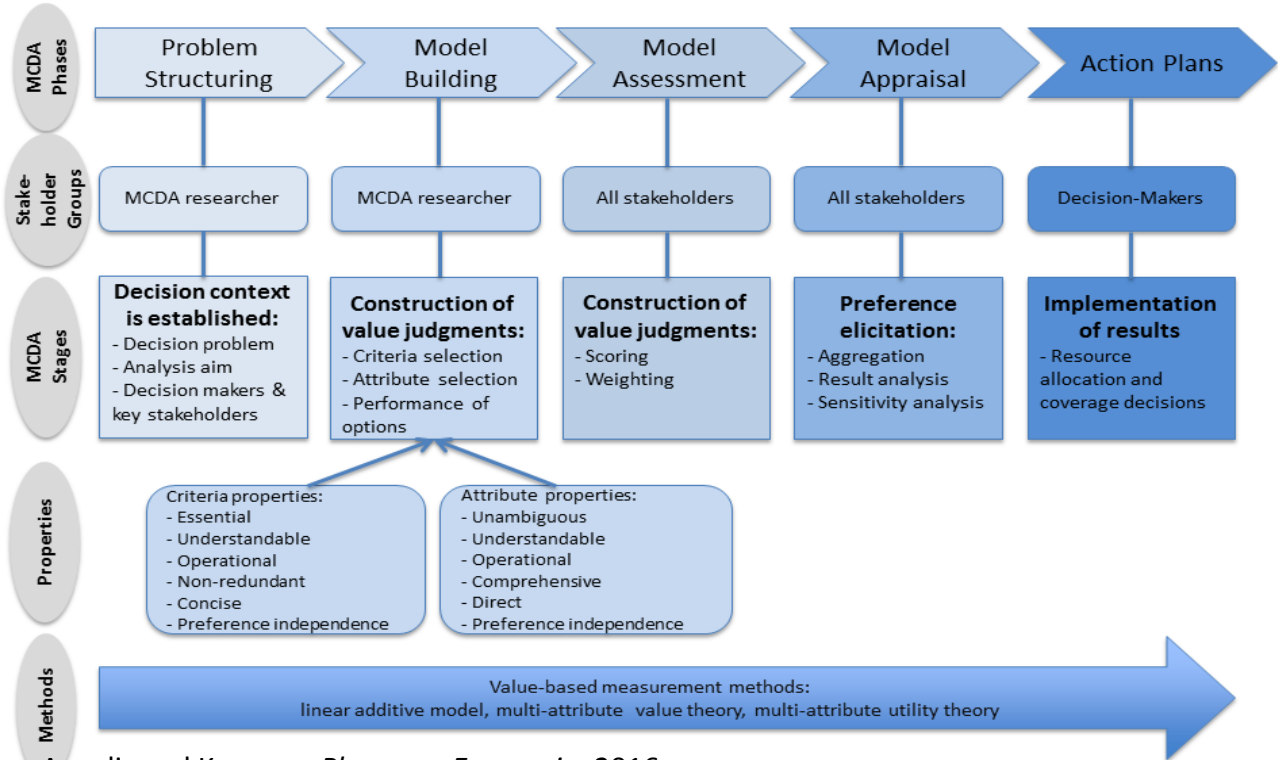 MCDA
Phases
Problem
Structuring
Model
Building
Model
Assessment
Model
Appraisal
Action Plans
Stake-
holder
Groups
MCDA researcher
MCDA researcher
All stakeholders
All stakeholders
Decision-Makers
MCDA
Stages
Decision context
is established:
- Decision problem
- Analysis aim
- Decision makers &
key stakeholders
Construction of
value judgments:
- Criteria selection
- Attribute selection
- Performance of
options
Construction of
value judgments:
- Scoring
- Weighting
Preference
elicitation:
- Aggregation
- Result analysis
- Sensitivity analysis
Implementation
of results
- Resource
allocation and
coverage decisions
Properties
Criteria properties:
- Essential
- Understandable
- Operational
- Non-redundant
- Concise
- Preference independence
Attribute properties:
- Unambiguous
- Understandable
- Operational
- Comprehensive
- Direct
- Preference independence
Methods
Value-based measurement methods:
linear additive model, multi-attribute value theory, multi-attribute utility theory